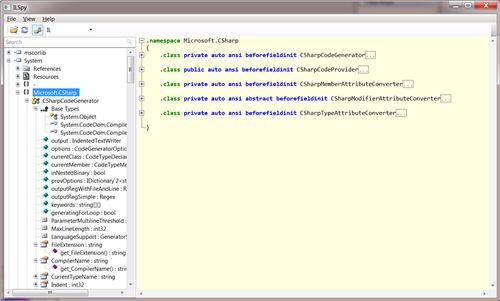 ILSpy
File View Help
IL
mscorlib
System
References
Resources
{ } -
{ } Microsoft.CSharp
CSharpCodeGenerator
Base Types
System.Object
System.CodeDom.Compile
System.CodeDom.Compile
output : IndentedTextWriter
options : CodeGeneratorOption
currentClass : CodeTypeDeclar
currentMember : CodeTypeMe
inNestedBinary : bool
provOptions : IDictionary`2<st
outputRegWithFileAndLine : R
outputRegSimple : Regex
keywords : string[][]
generatingForLoop : bool
ParameterMultilineThreshold :
MaxLineLength : int32
LanguageSupport : GeneratorS
FileExtension : string
get_FileExtension() : string
CompilerName : string
get_CompilerName() : string
CurrentTypeName : string
Indent : int32
.namespace Microsoft.CSharp
{
.class private auto ansi beforefieldinit CSharpCodeGenerator...
.class public auto ansi beforefieldinit CSharpCodeProvider...
.class private auto ansi beforefieldinit CSharpMemberAttributeConverter...
.class private auto ansi abstract beforefieldinit CSharpModifierAttributeConverter...
.class private auto ansi beforefieldinit CSharpTypeAttributeConverter...
}